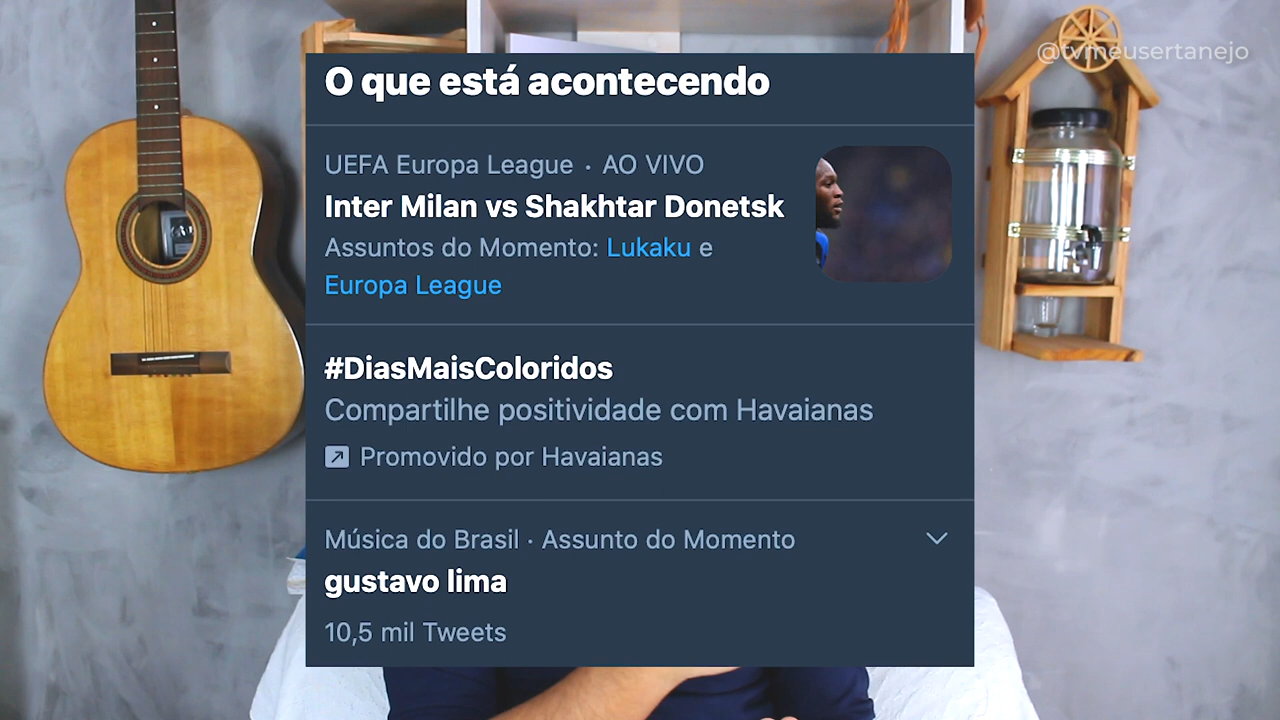 @tvmeusertanejo
O que está acontecendo
UEFA Europa League · AO VIVO
Inter Milan vs Shakhtar Donetsk
Assuntos do Momento: Lukaku e
Europa League
#DiasMaisColoridos
Compartilhe positividade com Havaianas
Promovido por Havaianas
Música do Brasil · Assunto do Momento
gustavo lima
10,5 mil Tweets